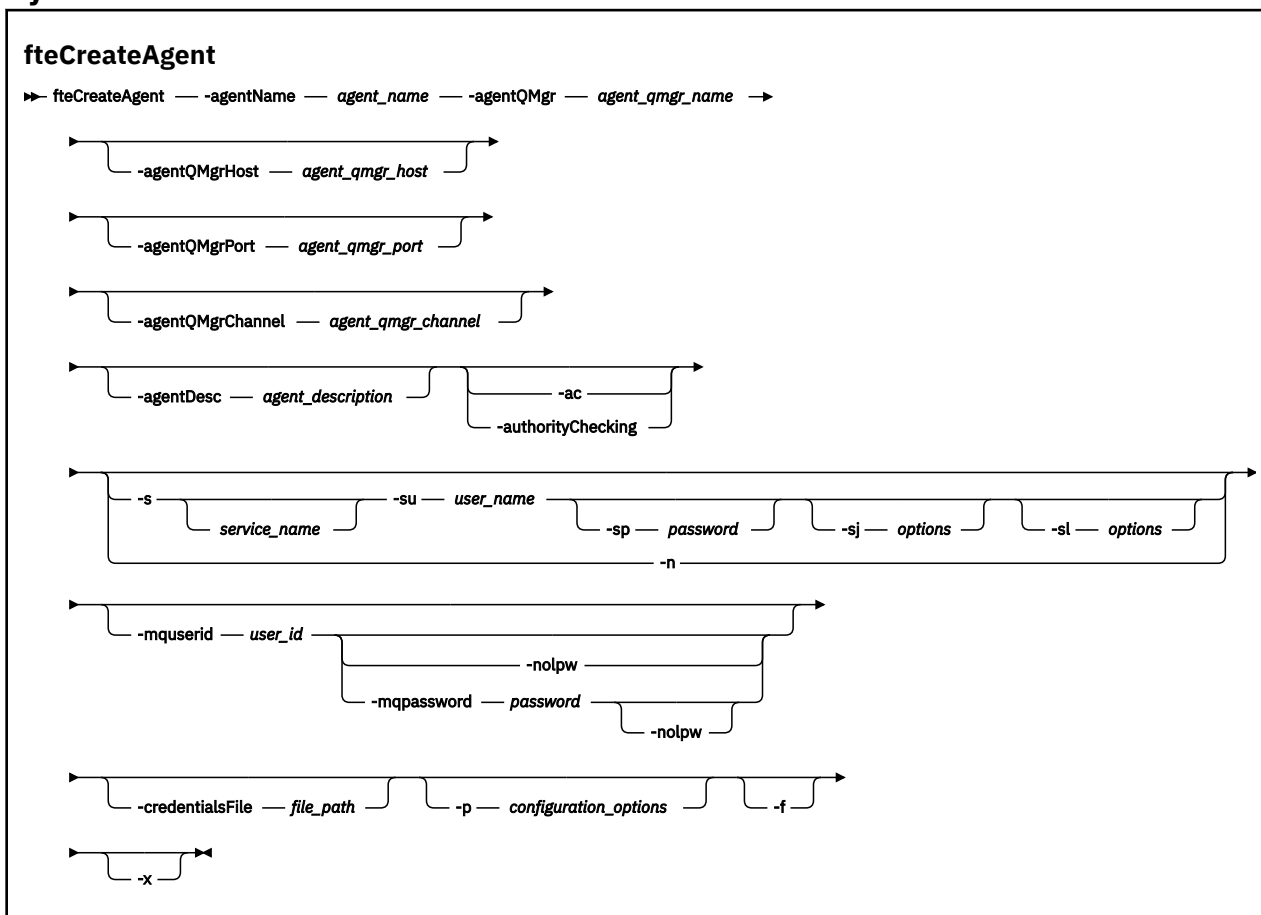 fteCreateAgent
fteCreateAgent -agentName agent_name -agentQMgr agent_qmgr_name
-agentQMgrHost agent_qmgr_host
-agentQMgrPort agent_qmgr_port
-agentQMgrChannel agent_qmgr_channel
-agentDesc agent_description -ac
-authorityChecking
-s -su user_name
service_name -sp password -sj options -sl options
-n
-mquserid user_id
-nolpw
-mqpassword password
-nolpw
-credentialsFile file_path -p configuration_options -f
-x